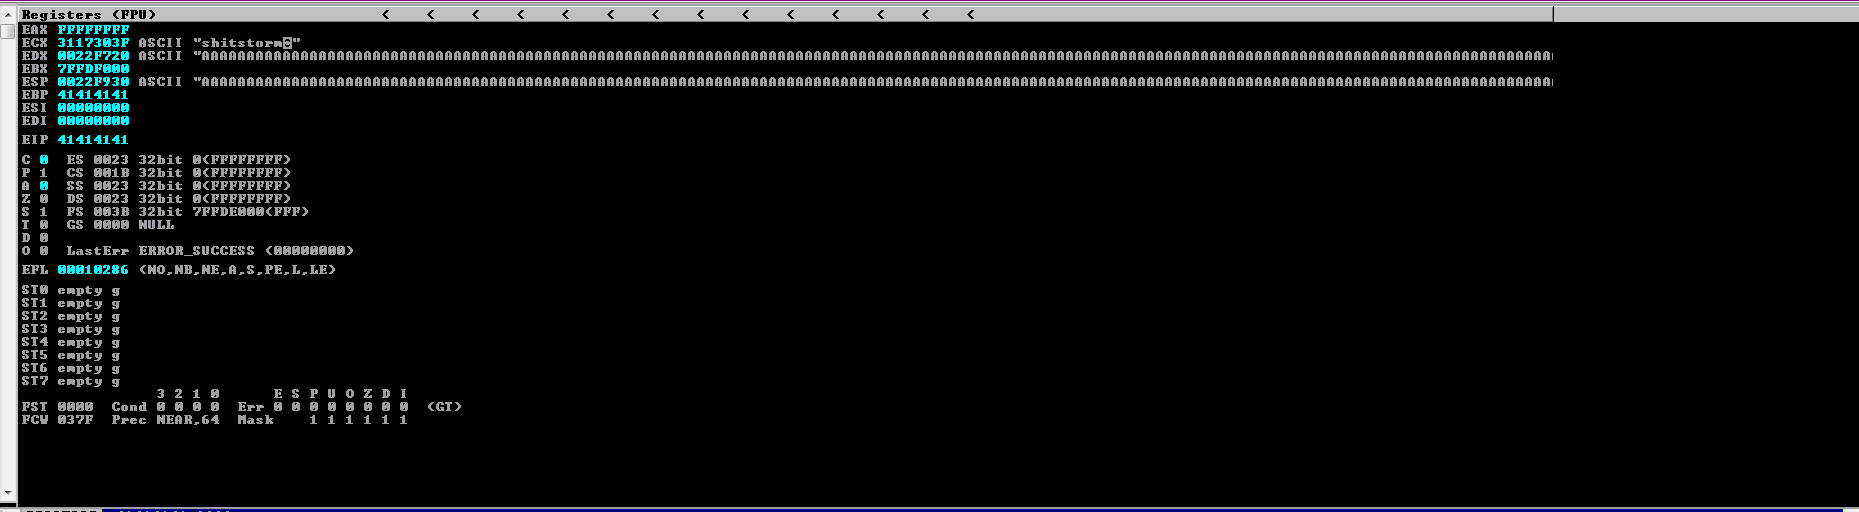 Registers (FPU) < < < < < < < < < < < < < <
EAX FFFFFFFF
ECX 3117303F ASCII "shitstorm"
EDX 0022F720 ASCII "AAAAAAAAAAAAAAAAAAAAAAAAAAAAAAAAAAAAAAAAAAAAAAAAAAAAAAAAAAAAAAAAAAAAAAAAAAAAAAAAAAAAAAAAAAAAAAAAAAAAAAAAAAAAAAAAAAAAAAAAAAAAAAAAAAAAAAAAAAAAAAAAAA
EBX 7FFDF000
ESP 0022F930 ASCII "AAAAAAAAAAAAAAAAAAAAAAAAAAAAAAAAAAAAAAAAAAAAAAAAAAAAAAAAAAAAAAAAAAAAAAAAAAAAAAAAAAAAAAAAAAAAAAAAAAAAAAAAAAAAAAAAAAAAAAAAAAAAAAAAAAAAAAAAAAAAAAAAAA
EBP 41414141
ESI 00000000
EDI 00000000
EIP 41414141
C 0 ES 0023 32bit 0(FFFFFFFF)
P 1 CS 001B 32bit 0(FFFFFFFF)
A 0 SS 0023 32bit 0(FFFFFFFF)
Z 0 DS 0023 32bit 0(FFFFFFFF)
S 1 FS 003B 32bit 7FFDE000(FFF)
T 0 GS 0000 NULL
D 0
O 0 LastErr ERROR_SUCCESS (00000000)
EFL 00010286 (NO,NB,NE,A,S,PE,L,LE)
ST0 empty g
ST1 empty g
ST2 empty g
ST3 empty g
ST4 empty g
ST5 empty g
ST6 empty g
ST7 empty g
3 2 1 0 E S P U O Z D I
FST 0000 Cond 0 0 0 0 Err 0 0 0 0 0 0 0 0 (GT)
FCW 037F Prec NEAR,64 Mask 1 1 1 1 1 1